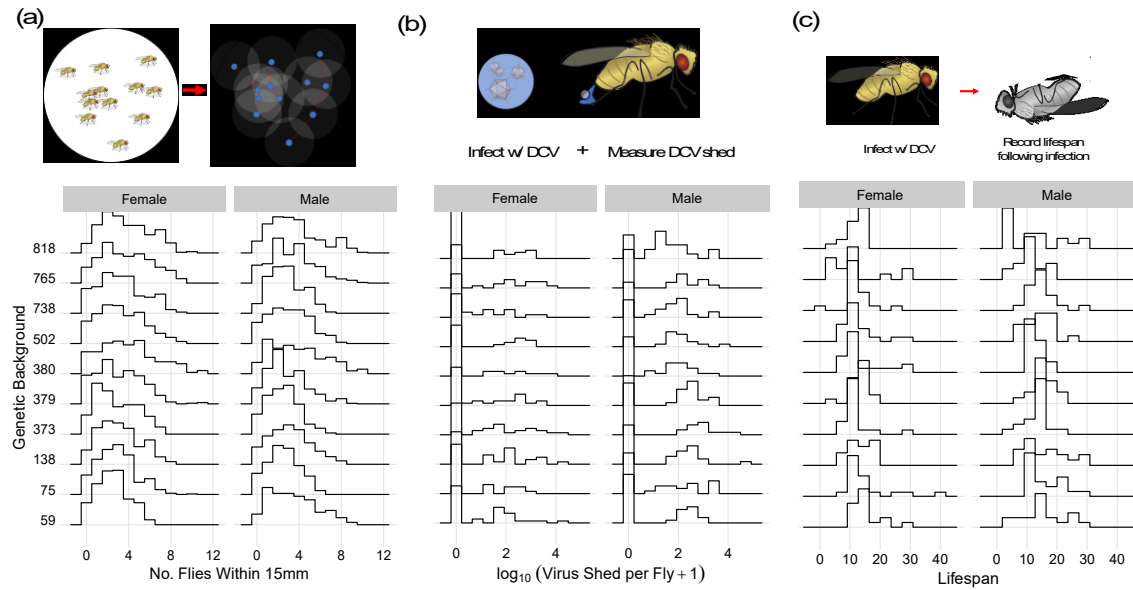 (a)
(b)
(c)
Infect w/ DCV + Measure DCV shed
Infect w/ DCV
Record lifespan
following infection
Female
Male
Female
Male
Female
Male
Genetic Background
818
765
738
502
380
379
373
138
75
59
0 4 8 12
0 4 8 12
No. Flies Within 15mm
0 2 4
0 2 4
log10 (Virus Shed per Fly + 1)
0 10 20 30 40
0 10 20 30 40
Lifespan